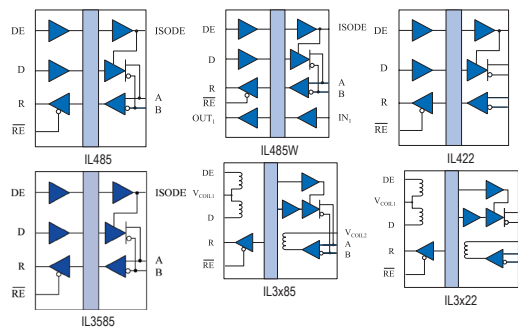 DE
D
R
RE
ISODE
A
B
IL485
DE
D
R
RE
OUT1
ISODE
A
B
IN1
IL485W
DE
D
R
RE
IL422
DE
D
R
RE
ISODE
A
B
IL3585
DE
VCOIL1
D
R
RE
VCOIL2
A
B
IL3x85
DE
VCOIL1
D
R
RE
IL3x22